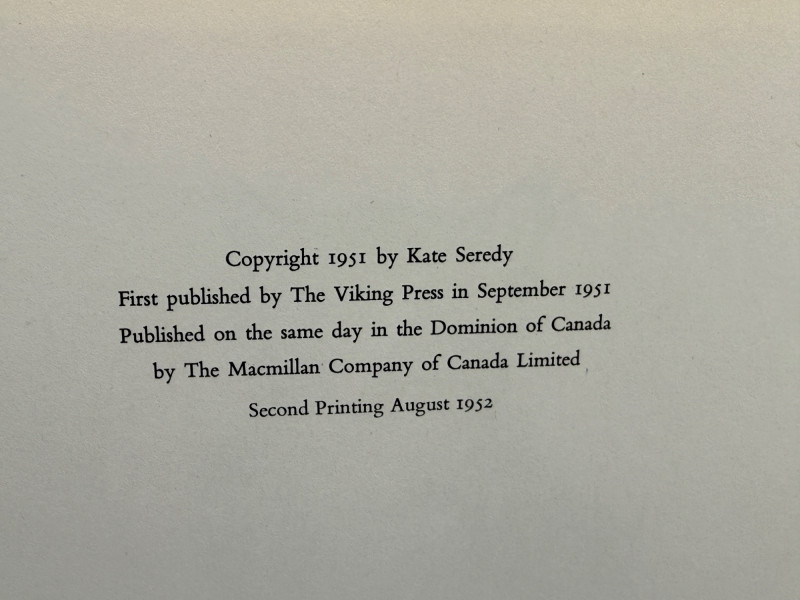 Copyright 1951 by Kate Seredy
First published by The Viking Press in September 1951
Published on the same day in the Dominion of Canada
by The Macmillan Company of Canada Limited
Second Printing August 1952